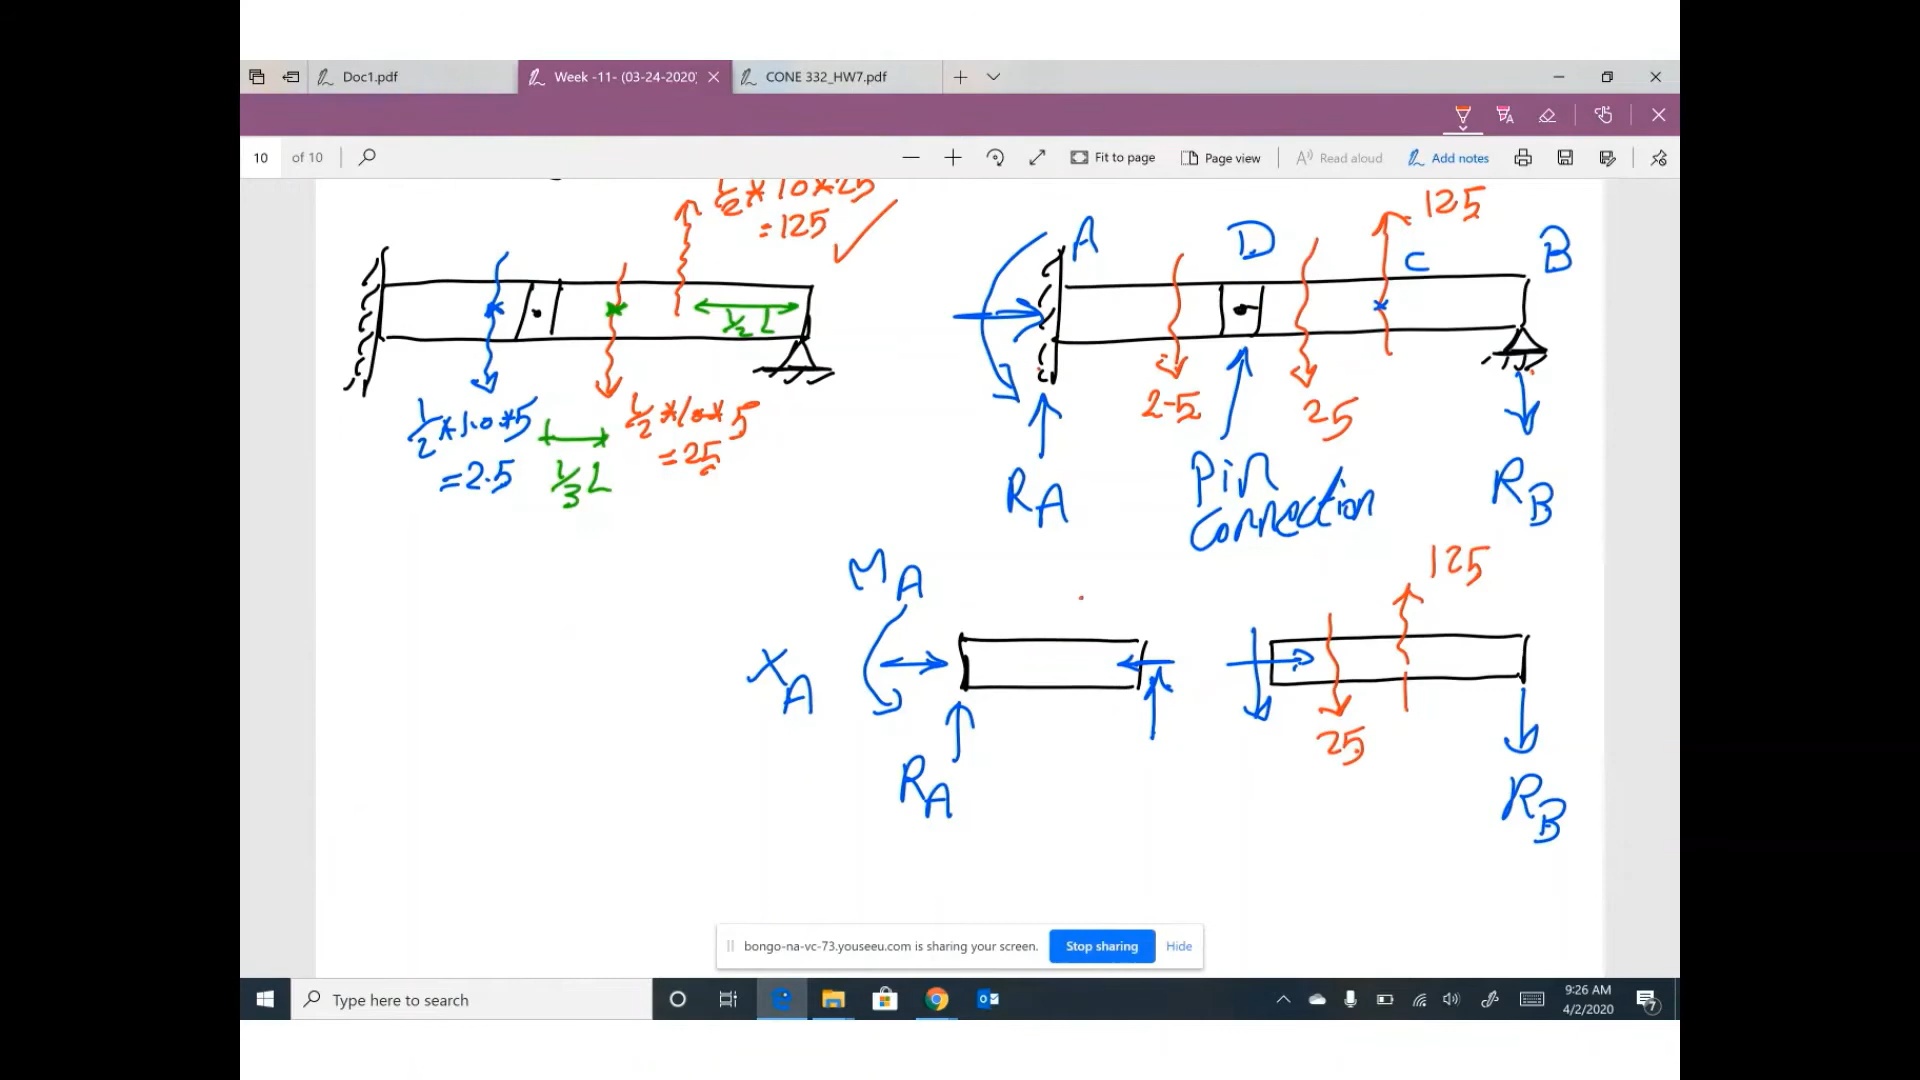 Doc1.pdf
Week -11- (03-24-2020)
CONE 332_HW7.pdf
10 of 10
Fit to page
Page view
Read aloud
Add notes
1/2 * 10 * 25
= 125
1/2 * 1.0 * 5
= 2.5
1/3 L
1/2 * 10 * 5
= 25
1/2 L
A
D
C
125
B
2.5
25
RA
Pin
Connection
RB
MA
XA
RA
125
25
RB
bongo-na-vc-73.youseeu.com is sharing your screen.
Stop sharing
Hide
Type here to search
9:26 AM
4/2/2020
7